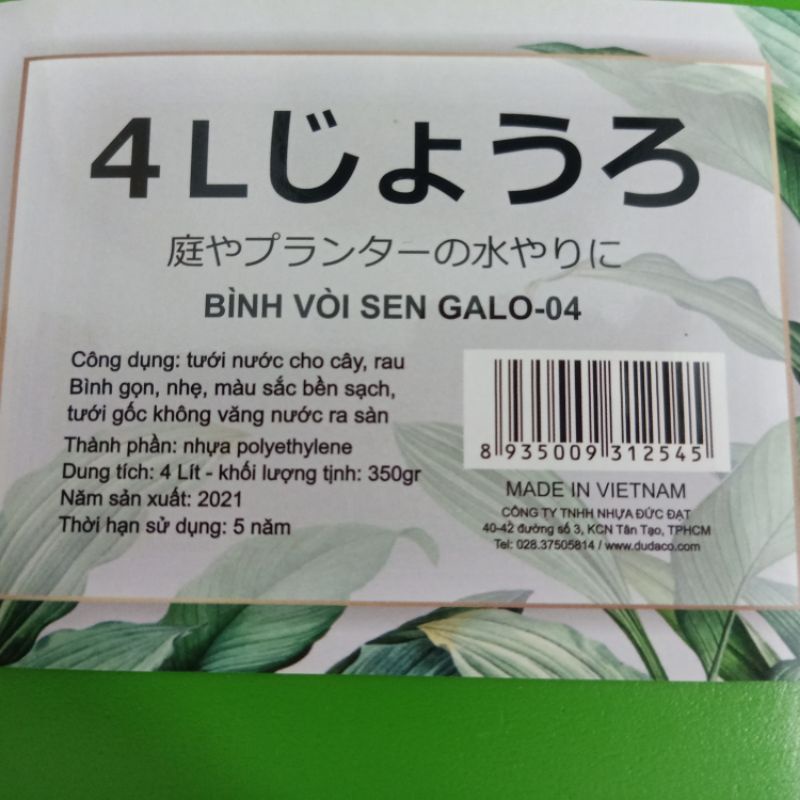 ４Lじょうろ
庭やプランターの水やりに
BÌNH VÒI SEN GALO-04
Công dụng: tưới nước cho cây, rau
Bình gọn, nhẹ, màu sắc bền sạch,
tưới gốc không văng nước ra sàn
Thành phần: nhựa polyethylene
Dung tích: 4 Lít - khối lượng tịnh: 350gr
Năm sản xuất: 2021
Thời hạn sử dụng: 5 năm
8 935009 312545
MADE IN VIETNAM
CÔNG TY TNHH NHỰA ĐỨC ĐẠT
40-42 đường số 3, KCN Tân Tạo, TPHCM
Tel: 028.37505814 / www.dudaco.com